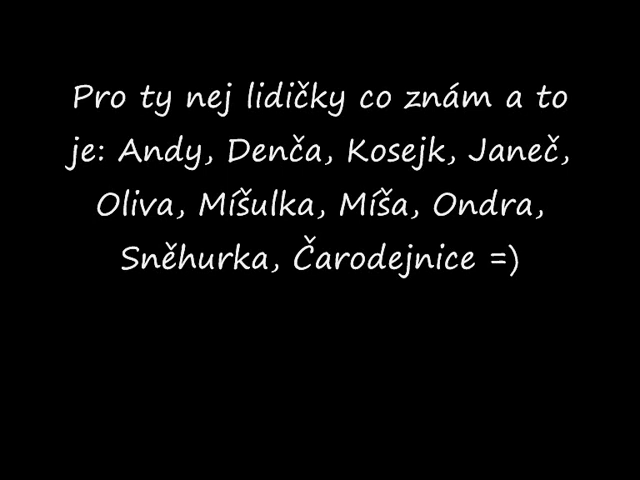 Pro ty nej lidičky co znám a to
je: Andy, Denča, Kosejk, Janeč,
Oliva, Míšulka, Míša, Ondra,
Sněhurka, Čarodejnice =)